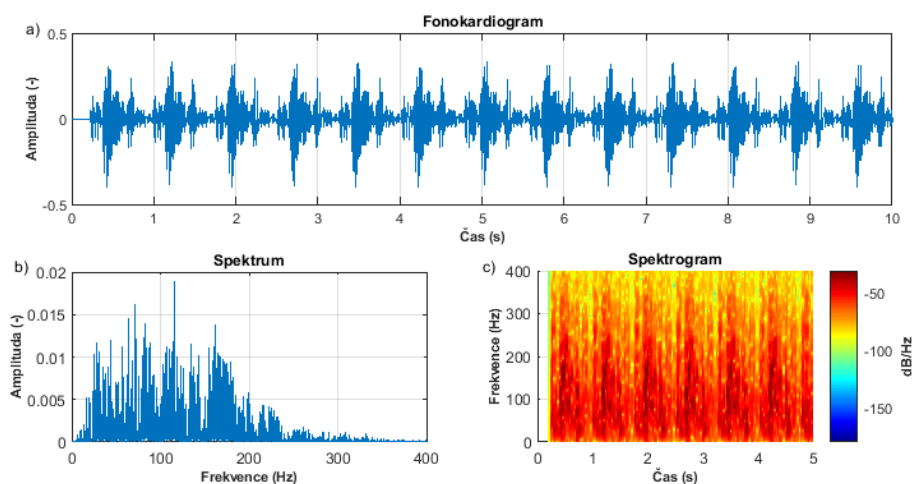 Fonokardiogram
a)
0.5
0
-0.5
Amplituda (-)
0 1 2 3 4 5 6 7 8 9 10
Čas (s)
b)
Spektrum
0.02
0.015
0.01
0.005
0
Amplituda (-)
0 100 200 300 400
Frekvence (Hz)
c)
Spektrogram
400
300
200
100
0
Frekvence (Hz)
0 1 2 3 4 5
Čas (s)
-50
-100
-150
dB/Hz